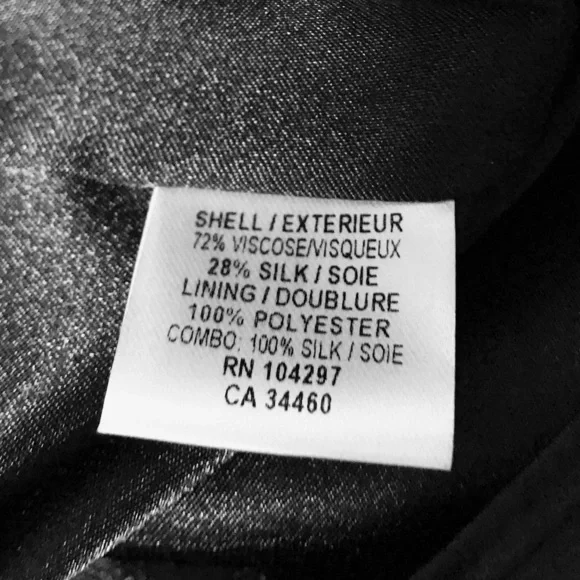 SHELL / EXTERIEUR
72% VISCOSE/VISQUEUX
28% SILK / SOIE
LINING / DOUBLURE
100% POLYESTER
COMBO: 100% SILK / SOIE
RN 104297
CA 34460